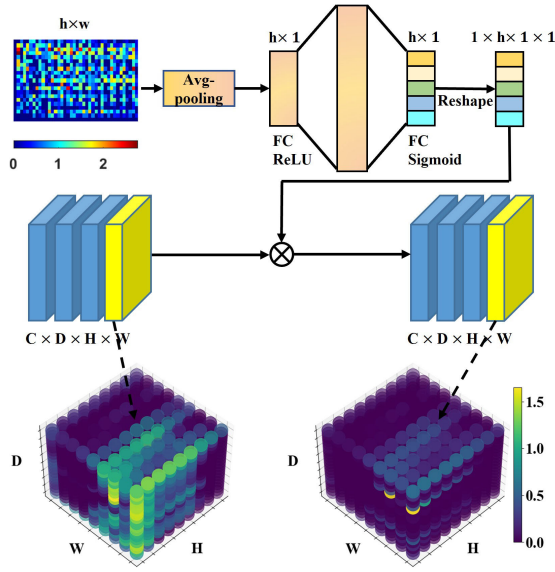 h×w
Avg-
pooling
h× 1
h× 1
1 × h× 1 × 1
Reshape
FC
ReLU
FC
Sigmoid
0 1 2
C × D × H × W
C × D × H × W
D
W
H
D
W
H
1.5
1.0
0.5
0.0